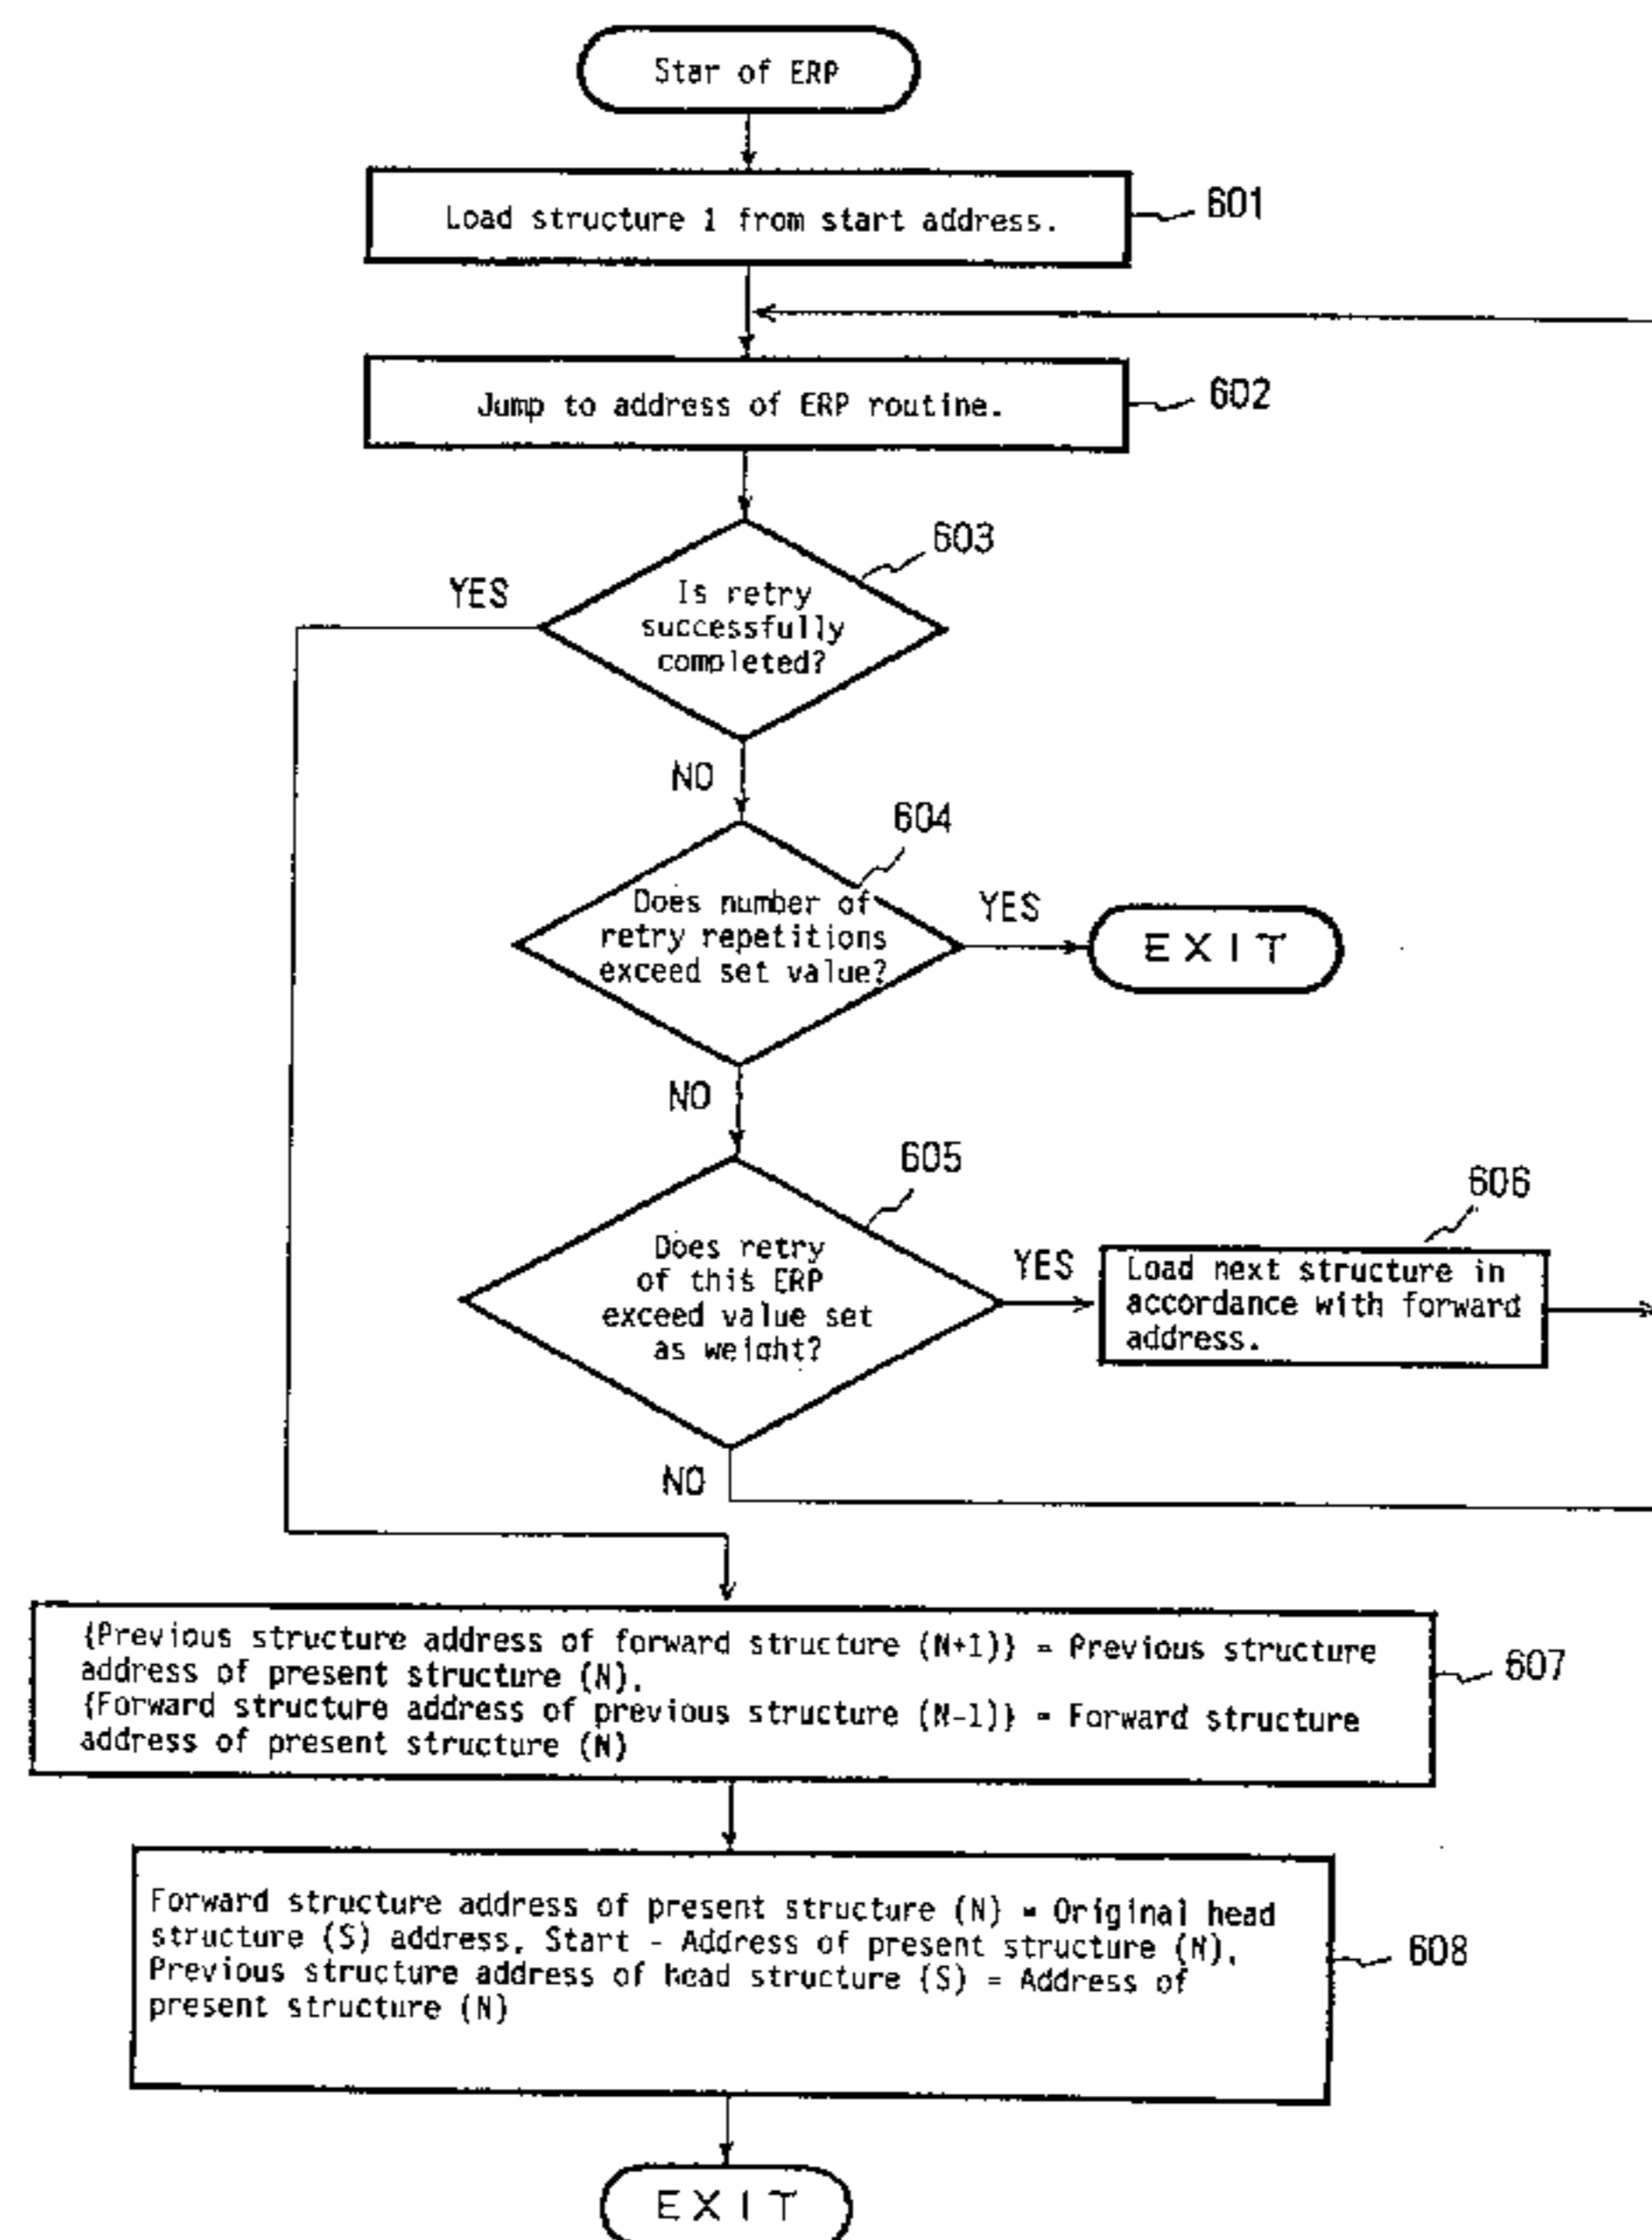 Star of ERP
Load structure 1 from start address.
601
Jump to address of ERP routine.
602
603
YES
Is retry
successfully
completed?
NO
604
Does number of
retry repetitions
exceed set value?
YES
EXIT
NO
605
606
Does retry
of this ERP
exceed value set
as weight?
YES
Load next structure in
accordance with forward
address.
NO
{Previous structure address of forward structure (N+1)} = Previous structure
address of present structure (N).
{Forward structure address of previous structure (N-1)} = Forward structure
address of present structure (N)
607
Forward structure address of present structure (N) = Original head
structure (S) address, Start - Address of present structure (N),
Previous structure address of head structure (S) = Address of
present structure (N)
608
EXIT